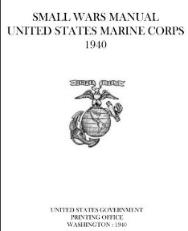 SMALL WARS MANUAL
UNITED STATES MARINE CORPS
1940
UNITED STATES GOVERNMENT
PRINTING OFFICE
WASHINGTON : 1940